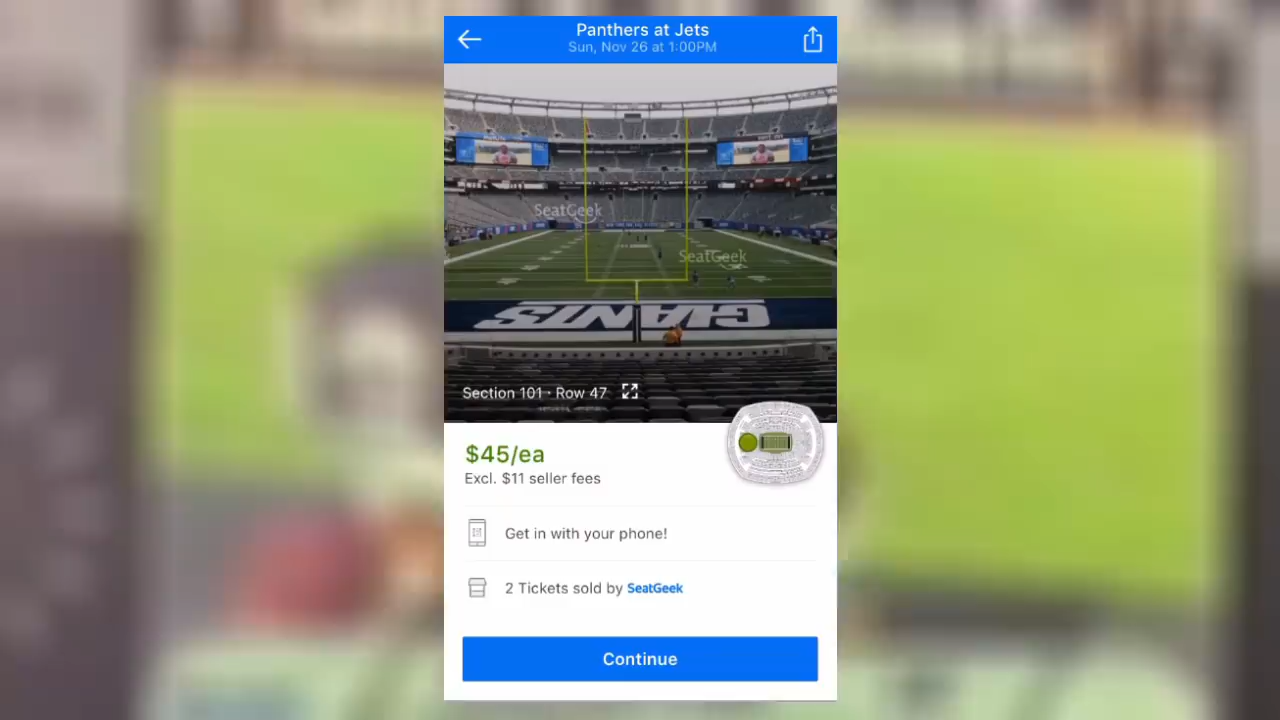 Panthers at Jets
Sun, Nov 26 at 1:00PM
SeatGeek
SeatGeek
GIANTS
Section 101 · Row 47
$45/ea
Excl. $11 seller fees
Get in with your phone!
2 Tickets sold by SeatGeek
Continue